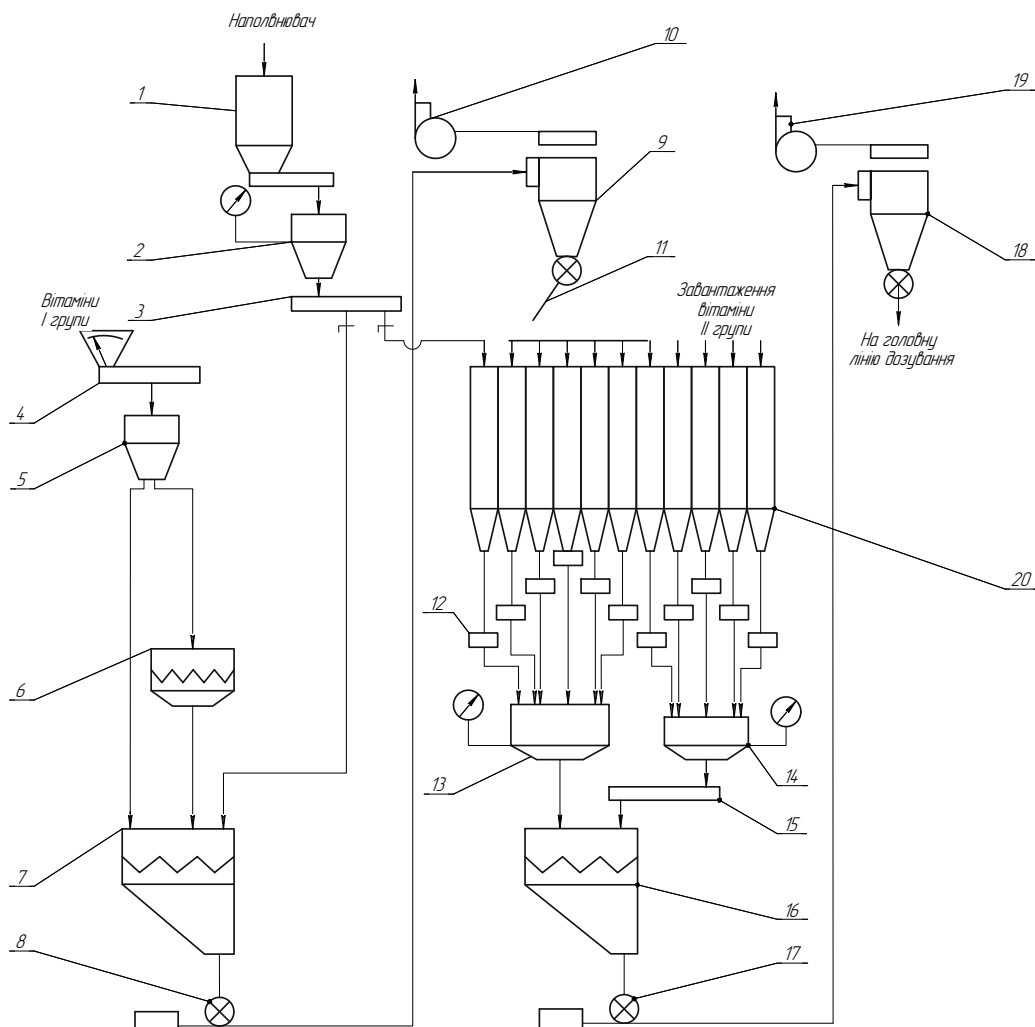 Наполвнювач
10
19
1
9
2
11
18
Вітаміни
І групи
3
Завантаження
вітаміни
ІІ групи
На головну
лінію дозування
4
5
12
20
6
13
14
15
7
16
8
17